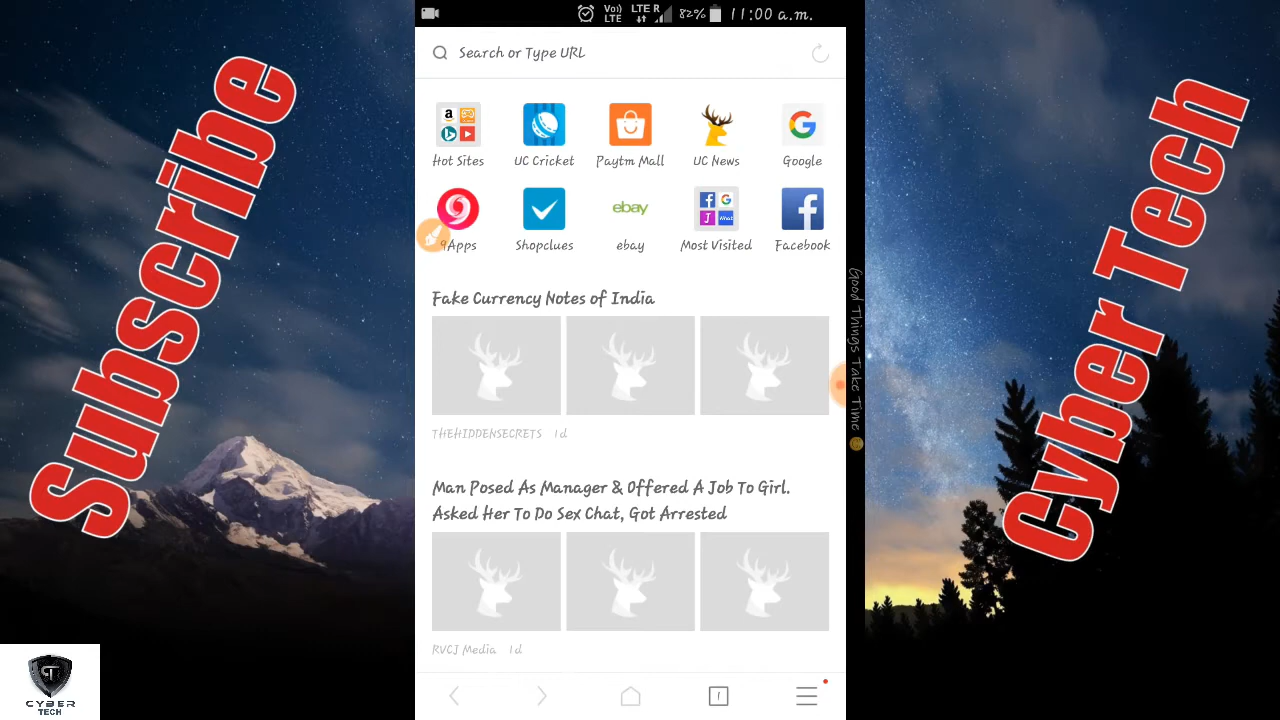 Subscribe
Cyber Tech
Vo) LTE LTE R 82% 11:00 a.m.
Search or Type URL
Hot Sites UC Cricket Paytm Mall UC News Google
9Apps Shopclues ebay Most Visited Facebook
Good Things Take Time
Fake Currency Notes of India
THEHIDDENSECRETS 1d
Man Posed As Manager & Offered A Job To Girl.
Asked Her To Do Sex Chat, Got Arrested
RVCJ Media 1d
1
CT
CYBER
TECH